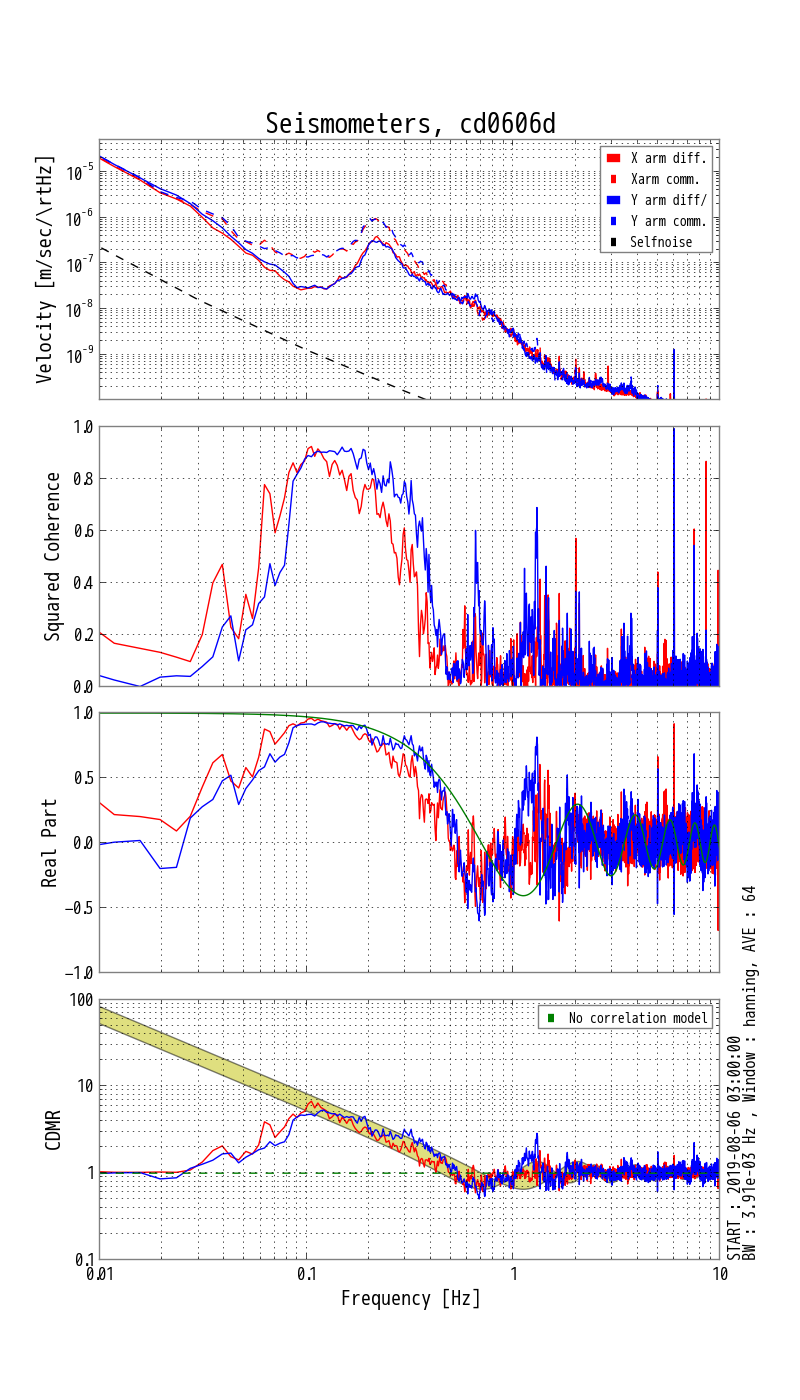 Seismometers, cd0606d
Velocity [m/sec/\rtHz]
10^-5
10^-6
10^-7
10^-8
10^-9
X arm diff.
Xarm comm.
Y arm diff/
Y arm comm.
Selfnoise
Squared Coherence
1.0
0.8
0.6
0.4
0.2
0.0
Real Part
1.0
0.5
0.0
−0.5
−1.0
CDMR
100
10
1
0.1
No correlation model
0.01
0.1
1
10
Frequency [Hz]
START : 2019-08-06 03:00:00
BW : 3.91e-03 Hz , Window : hanning, AVE : 64